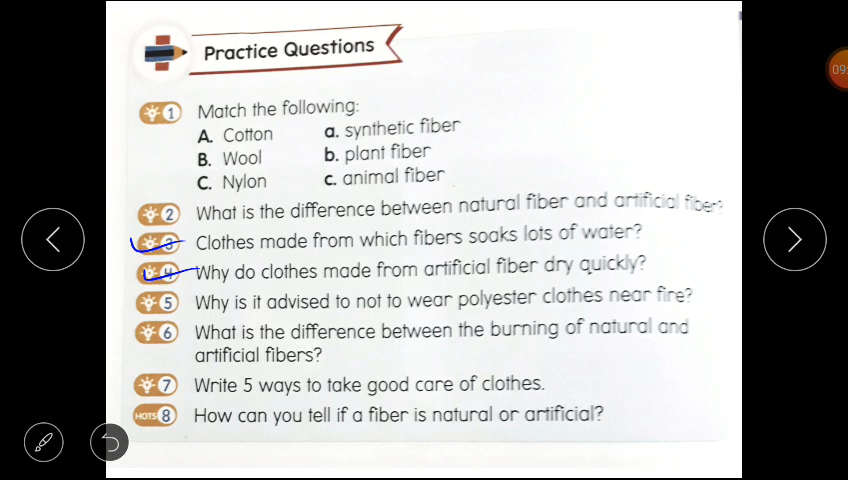 Practice Questions
1 Match the following:
A. Cotton a. synthetic fiber
B. Wool b. plant fiber
C. Nylon c. animal fiber
2 What is the difference between natural fiber and artificial fiber?
3 Clothes made from which fibers soaks lots of water?
4 Why do clothes made from artificial fiber dry quickly?
5 Why is it advised to not to wear polyester clothes near fire?
6 What is the difference between the burning of natural and
artificial fibers?
7 Write 5 ways to take good care of clothes.
HOTS 8 How can you tell if a fiber is natural or artificial?